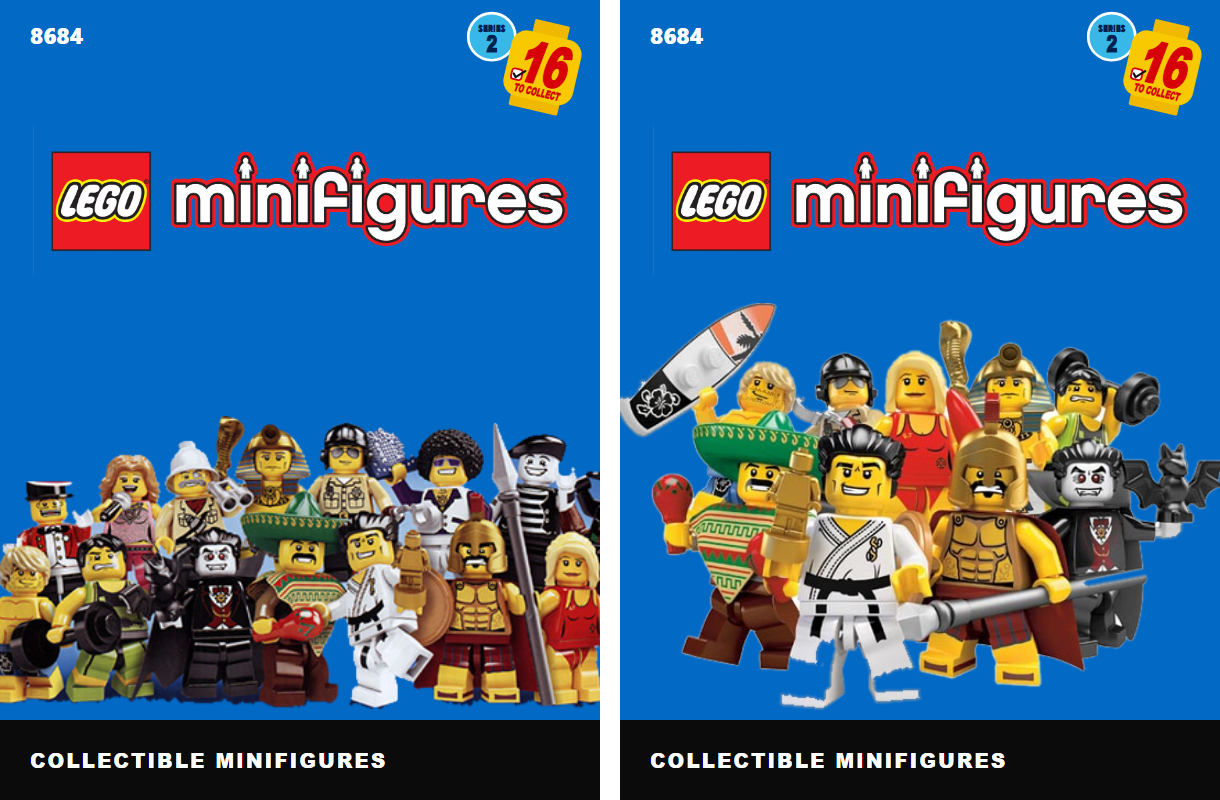 8684
SERIES
2
16
TO COLLECT
LEGO minifigures
COLLECTIBLE MINIFIGURES
8684
SERIES
2
16
TO COLLECT
LEGO minifigures
COLLECTIBLE MINIFIGURES